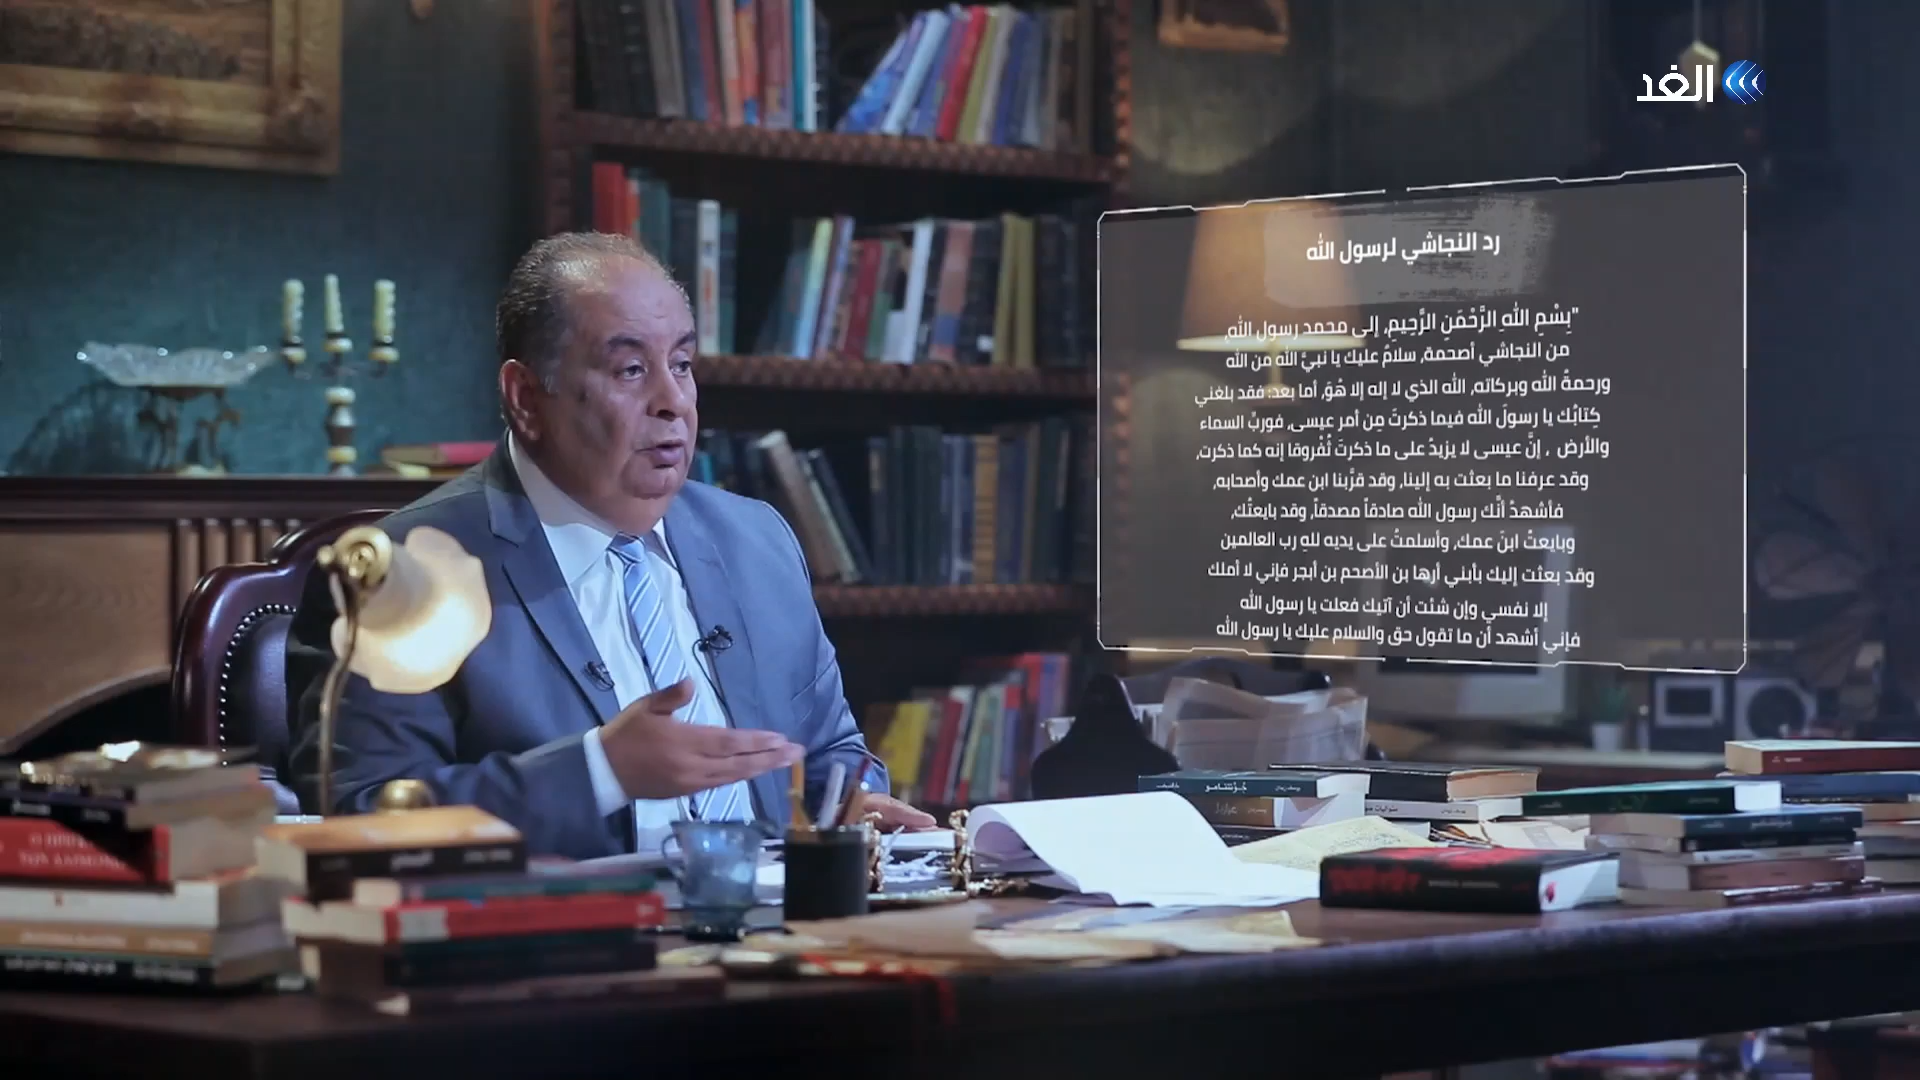 الغد
رد النجاشي لرسول الله
"بِسْمِ اللهِ الرَّحْمَنِ الرَّحِيمِ، إلى محمد رسول الله،
من النجاشي أصحمة، سلامٌ عليك يا نبيَّ الله من الله
ورحمةُ الله وبركاته، الله الذي لا إله إلا هُوَ، أما بعد: فقد بلغني
كِتابُك يا رسولَ الله فيما ذكرتَ مِن أمر عيسى، فوربِّ السماء
والأرض ، إنَّ عيسى لا يزيدُ على ما ذكرتَ ثُفْروقا إنه كما ذكرت،
وقد عرفنا ما بعثت به إلينا، وقد قرَّبنا ابن عمك وأصحابه،
فأشهدُ أنَّك رسول الله صادقاً مصدقاً، وقد بايعتُك،
وبايعتُ ابنَ عمك، وأسلمتُ على يديه للهِ رب العالمين
وقد بعثت إليك بأبني أرها بن الأصحم بن أبجر فإني لا أملك
إلا نفسي وإن شئت أن آتيك فعلت يا رسول الله
فإني أشهد أن ما تقول حق والسلام عليك يا رسول الله